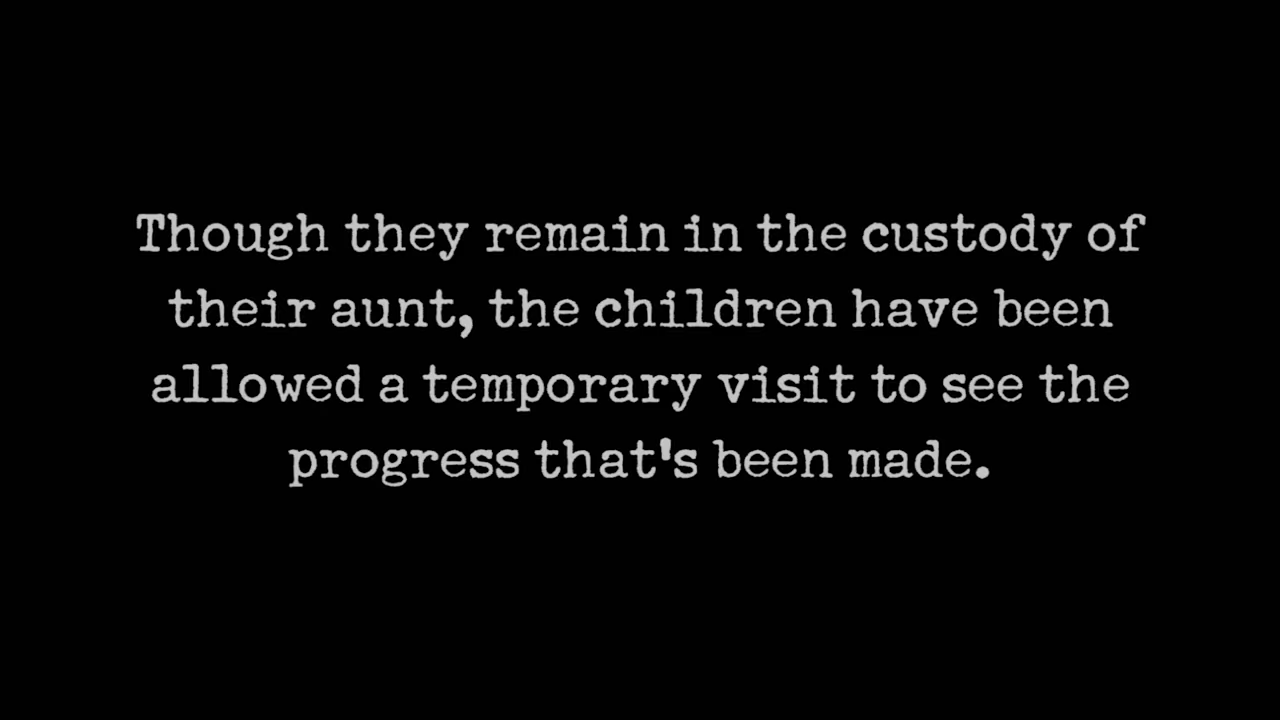 Though they remain in the custody of
their aunt, the children have been
allowed a temporary visit to see the
progress that's been made.